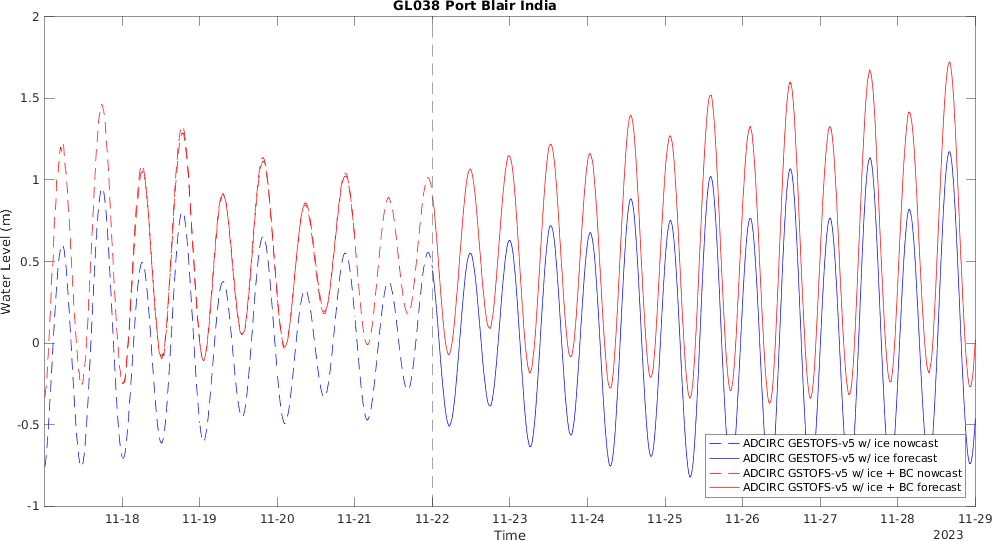 GL038 Port Blair India
2
1.5
1
0.5
0
-0.5
-1
Water Level (m)
ADCIRC GESTOFS-v5 w/ ice nowcast
ADCIRC GESTOFS-v5 w/ ice forecast
ADCIRC GSTOFS-v5 w/ ice + BC nowcast
ADCIRC GSTOFS-v5 w/ ice + BC forecast
11-18 11-19 11-20 11-21 11-22 11-23 11-24 11-25 11-26 11-27 11-28 11-29
Time
2023